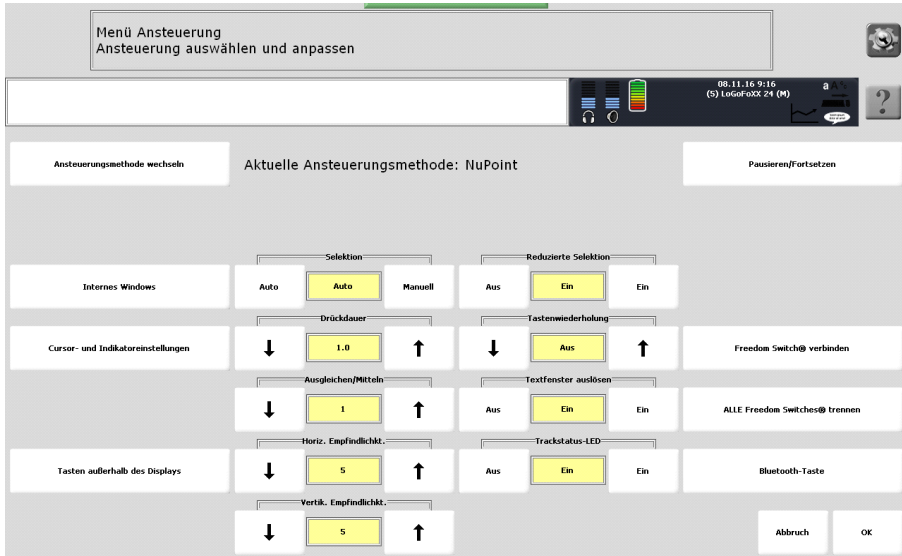 Menü Ansteuerung
Ansteuerung auswählen und anpassen
08.11.16 9:16
(S) LoGoFoXX 24 (M)
?
Ansteuerungsmethode wechseln
Aktuelle Ansteuerungsmethode: NuPoint
Pausieren/Fortsetzen
Selektion
Reduzierte Selektion
Internes Windows
Auto
Auto
Manuell
Aus
Ein
Ein
Drückdauer
Tastenwiederholung
Cursor- und Indikatoreinstellungen
1.0
Aus
Freedom Switch® verbinden
Ausgleichen/Mitteln
Textfenster auslösen
1
Aus
Ein
Ein
ALLE Freedom Switches® trennen
Horiz. Empfindlichkt.
Trackstatus-LED
Tasten außerhalb des Displays
5
Aus
Ein
Ein
Bluetooth-Taste
Vertik. Empfindlichkt.
5
Abbruch
OK